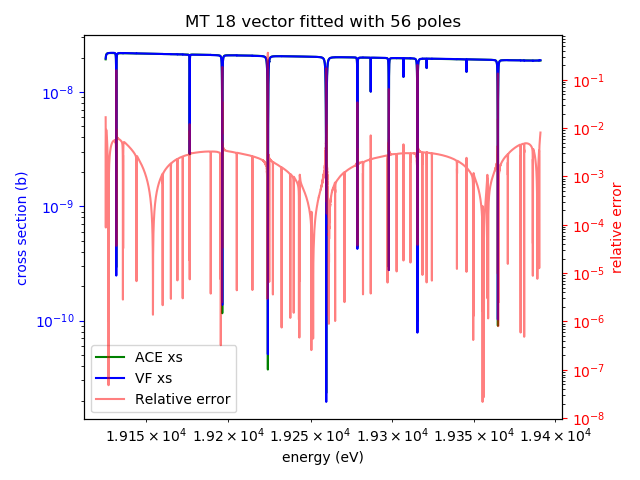 MT 18 vector fitted with 56 poles
10⁻⁸
10⁻⁹
10⁻¹⁰
cross section (b)
10⁻¹
10⁻²
10⁻³
10⁻⁴
10⁻⁵
10⁻⁶
10⁻⁷
10⁻⁸
relative error
ACE xs
VF xs
Relative error
1.915 × 10⁴ 1.92 × 10⁴ 1.925 × 10⁴ 1.93 × 10⁴ 1.935 × 10⁴ 1.94 × 10⁴
energy (eV)